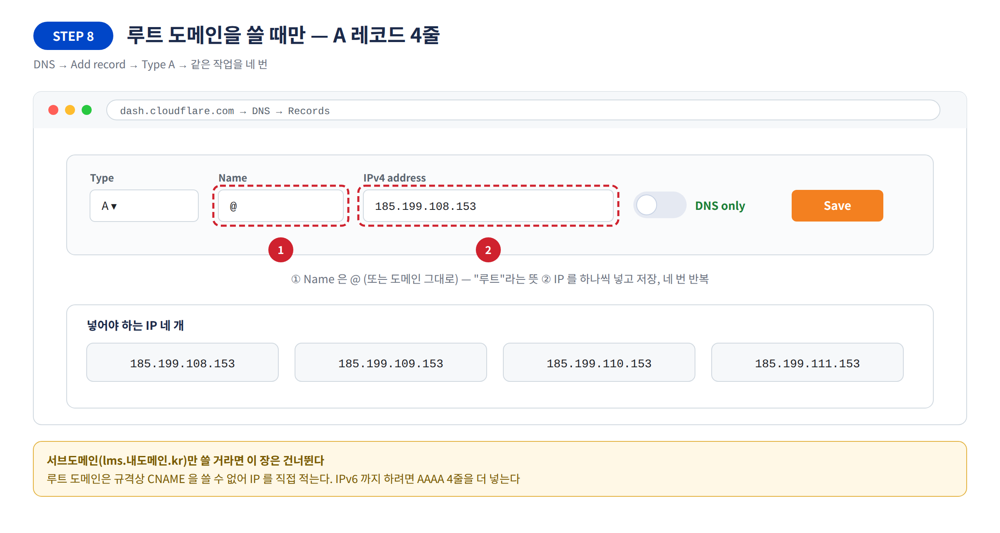 STEP 8
루트 도메인을 쓸 때만 — A 레코드 4줄
DNS → Add record → Type A → 같은 작업을 네 번
dash.cloudflare.com → DNS → Records
Type
Name
IPv4 address
A ▾
@
185.199.108.153
DNS only
Save
1
2
① Name 은 @ (또는 도메인 그대로) — "루트"라는 뜻 ② IP 를 하나씩 넣고 저장, 네 번 반복
넣어야 하는 IP 네 개
185.199.108.153
185.199.109.153
185.199.110.153
185.199.111.153
서브도메인(lms.내도메인.kr)만 쓸 거라면 이 장은 건너뛴다
루트 도메인은 규격상 CNAME 을 쓸 수 없어 IP 를 직접 적는다. IPv6 까지 하려면 AAAA 4줄을 더 넣는다